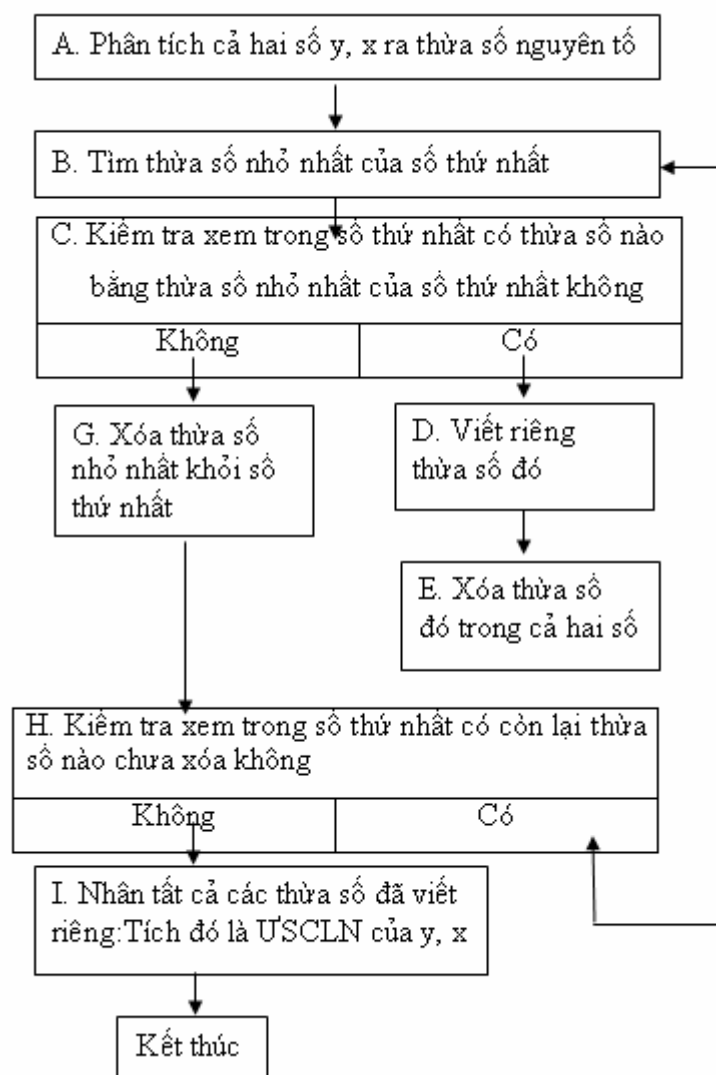 A. Phân tích cả hai số y, x ra thừa số nguyên tố
B. Tìm thừa số nhỏ nhất của số thứ nhất
C. Kiểm tra xem trong số thứ nhất có thừa số nào
bằng thừa số nhỏ nhất của số thứ nhất không
Không
Có
G. Xóa thừa số
nhỏ nhất khỏi số
thứ nhất
D. Viết riêng
thừa số đó
E. Xóa thừa số
đó trong cả hai số
H. Kiểm tra xem trong số thứ nhất có còn lại thừa
số nào chưa xóa không
Không
Có
I. Nhân tất cả các thừa số đã viết
riêng:Tích đó là ƯSCLN của y, x
Kết thúc